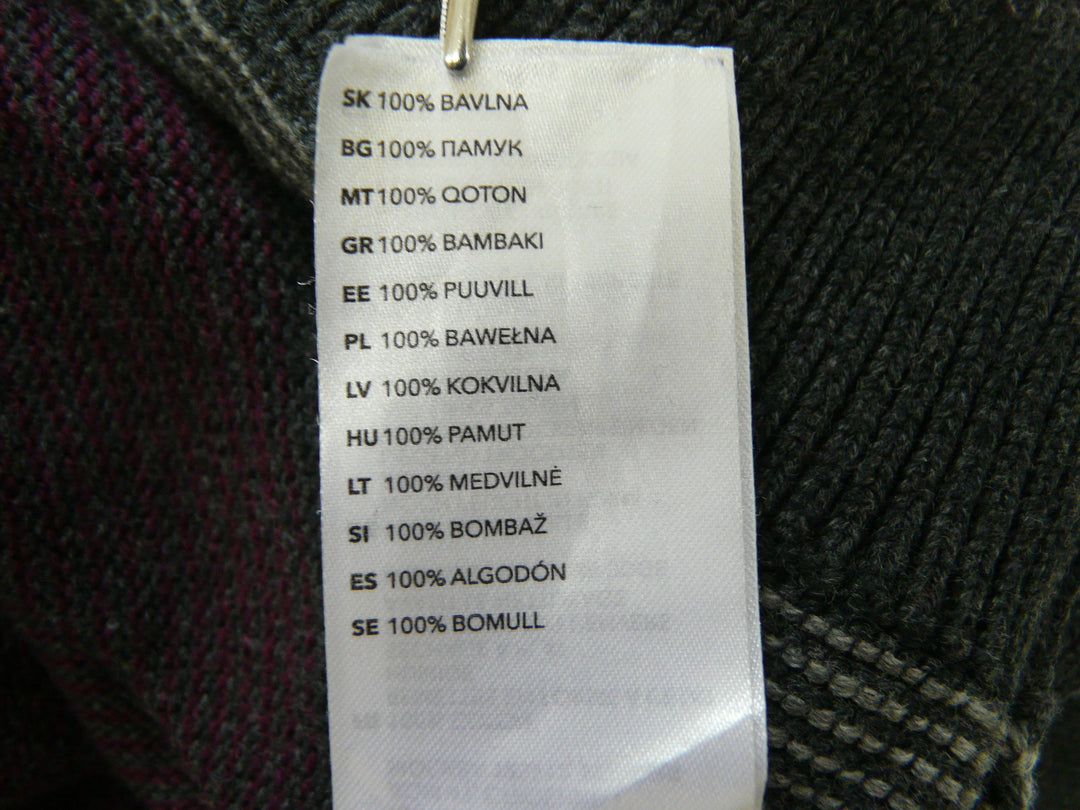 SK 100% BAVLNA
BG 100% ПАМУК
MT 100% QOTON
GR 100% BAMBAKI
EE 100% PUUVILL
PL 100% BAWEŁNA
LV 100% KOKVILNA
HU 100% PAMUT
LT 100% MEDVILNĖ
SI 100% BOMBAŽ
ES 100% ALGODÓN
SE 100% BOMULL